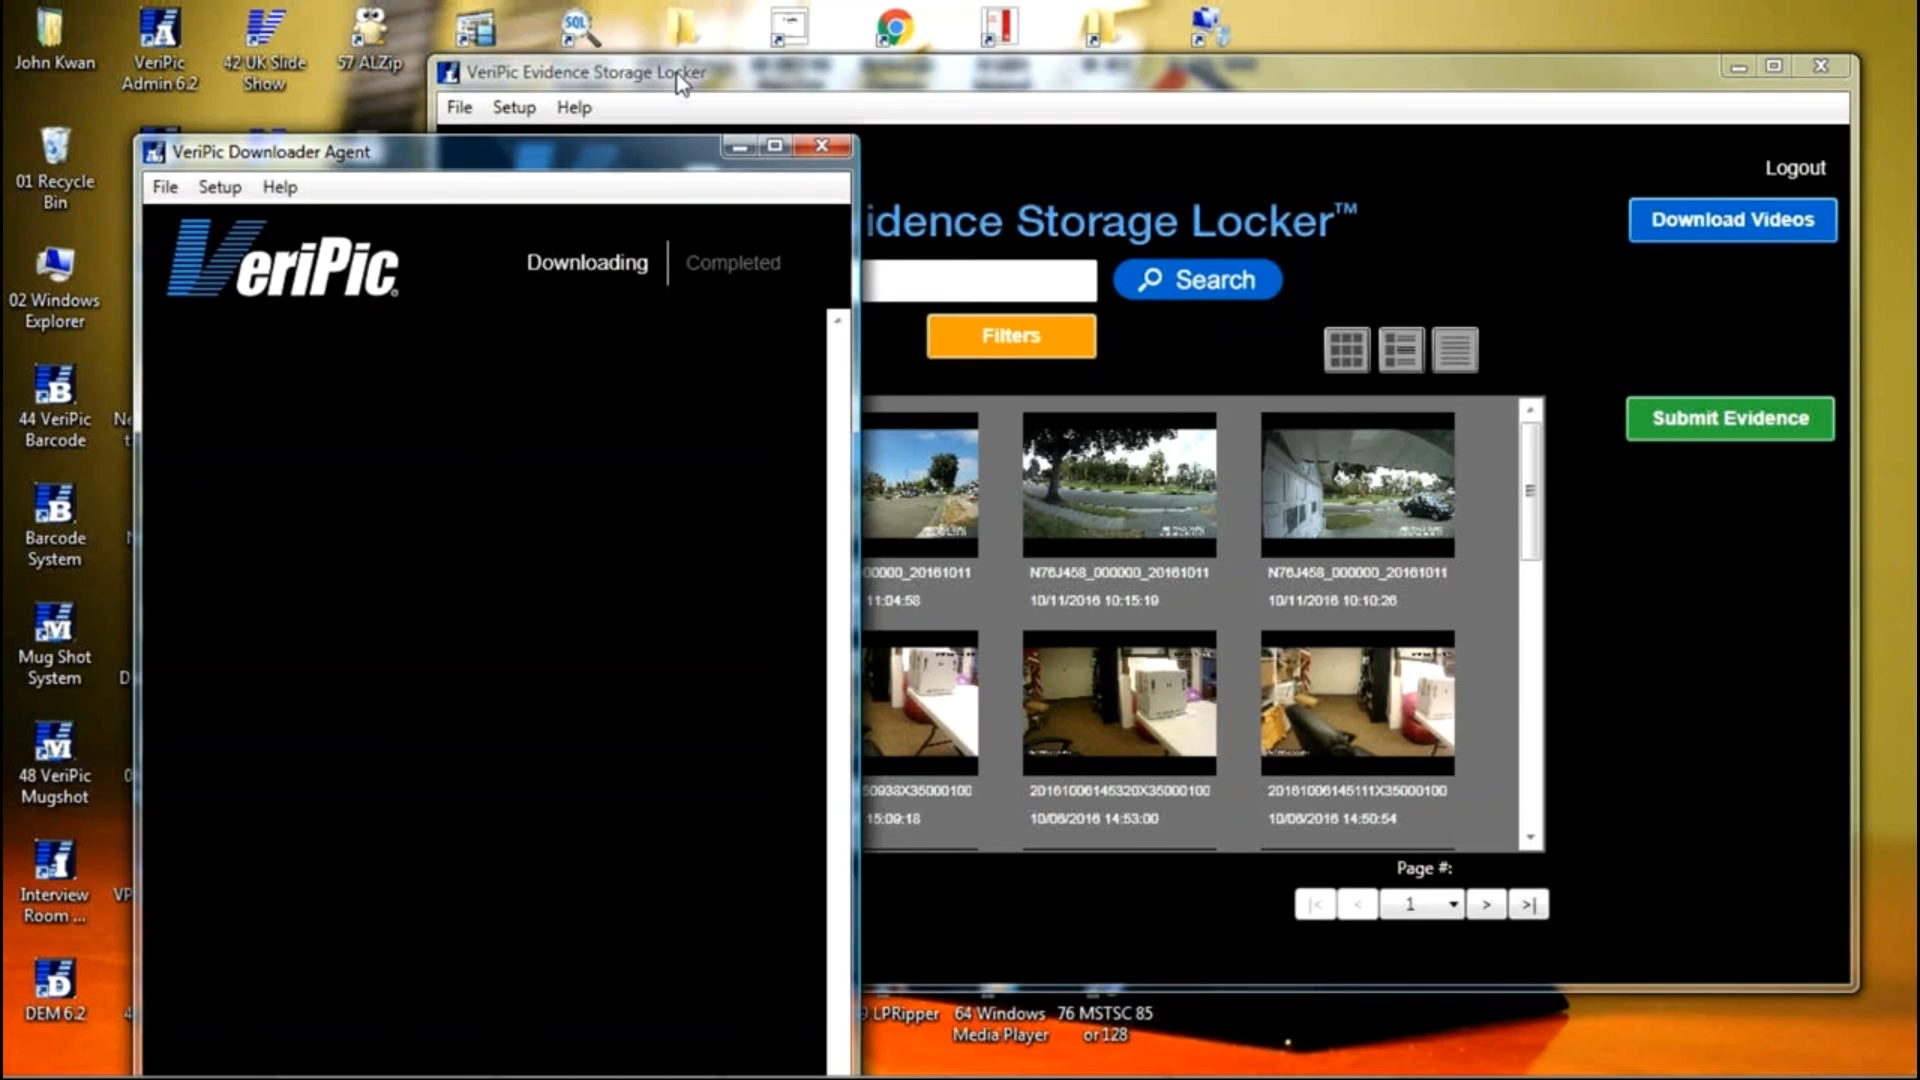 John Kwan
VeriPic
Admin 6.2
42 UK Slide
Show
57 ALZip
SQL
VeriPic Evidence Storage Locker
File Setup Help
Logout
idence Storage Locker™
Download Videos
Search
Filters
Submit Evidence
00000_20161011
11:04:58
N76J458_000000_20161011
10/11/2016 10:15:19
N76J458_000000_20161011
10/11/2016 10:10:26
50938X35000100
15:09:18
20161006145320X35000100
10/06/2016 14:53:00
20161006145111X35000100
10/06/2016 14:50:54
Page #:
|< < 1 > >|
VeriPic Downloader Agent
File Setup Help
VeriPic®
Downloading
Completed
01 Recycle
Bin
02 Windows
Explorer
44 VeriPic
Barcode
Barcode
System
Mug Shot
System
48 VeriPic
Mugshot
Interview
Room ...
VP
DEM 6.2
LPRipper
64 Windows
Media Player
76 MSTSC 85
or 128